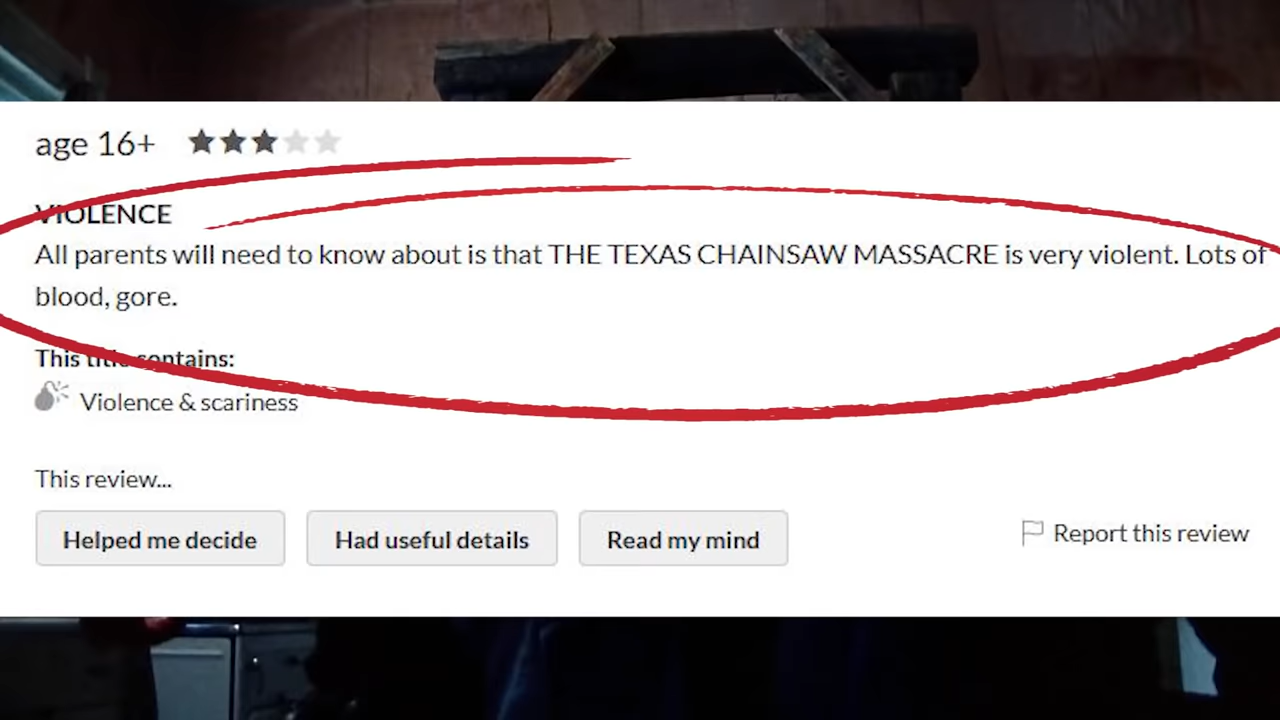 age 16+
VIOLENCE
All parents will need to know about is that THE TEXAS CHAINSAW MASSACRE is very violent. Lots of
blood, gore.
This title contains:
Violence & scariness
This review...
Helped me decide
Had useful details
Read my mind
Report this review